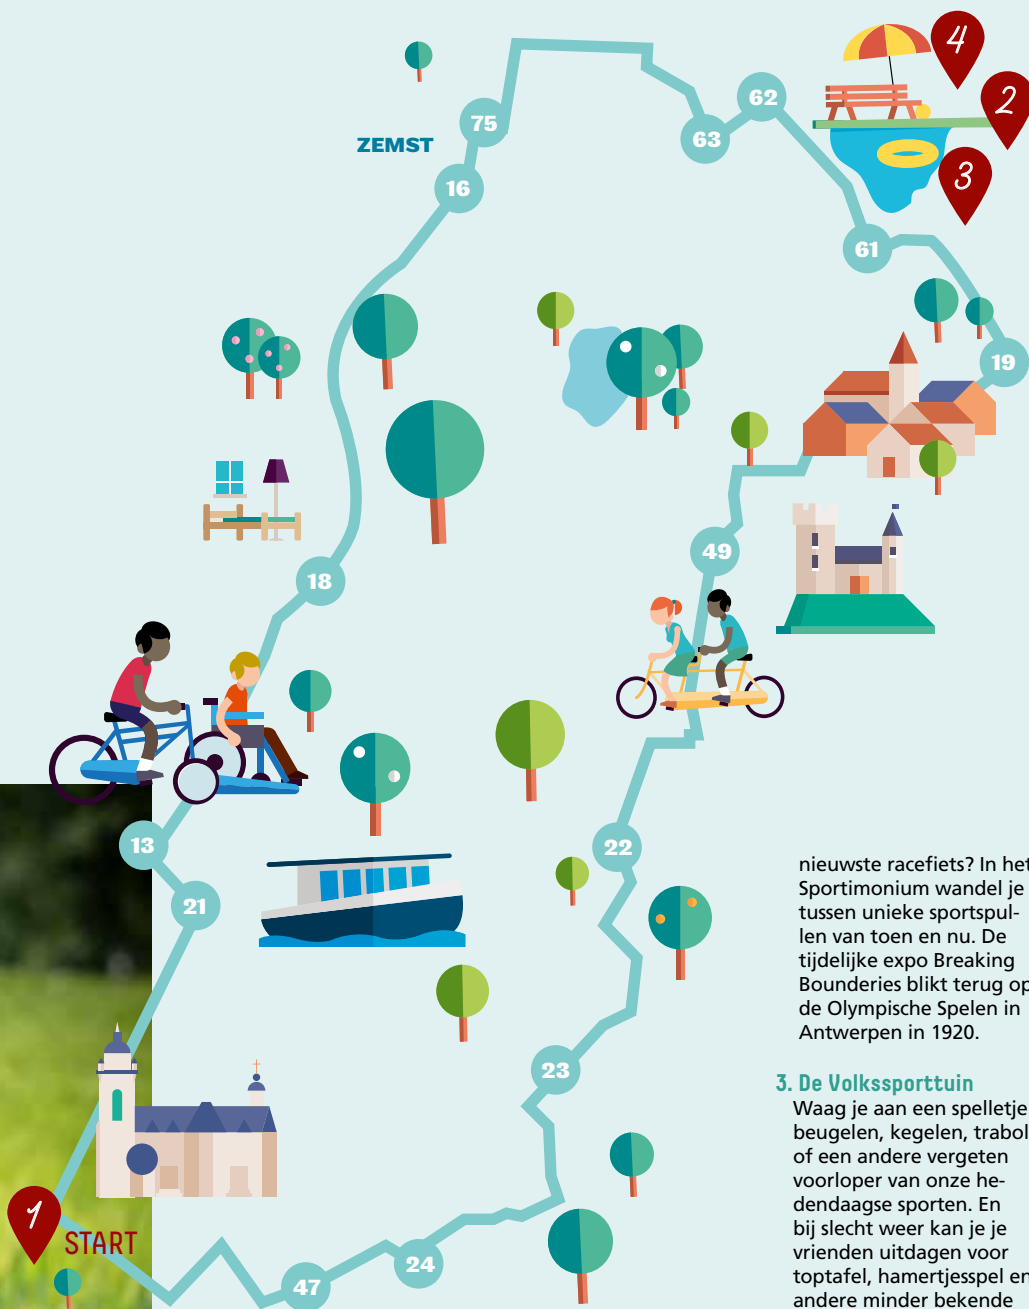 4
62
2
75
63
ZEMST
3
16
61
19
49
18
13
22
21
23
1
START
24
47
nieuwste racefiets? In het
Sportimonium wandel je
tussen unieke sportspul-
len van toen en nu. De
tijdelijke expo Breaking
Bounderies blikt terug op
de Olympische Spelen in
Antwerpen in 1920.
3. De Volkssporttuin
Waag je aan een spelletje
beugelen, kegelen, trabol
of een andere vergeten
voorloper van onze he-
dendaagse sporten. En
bij slecht weer kan je je
vrienden uitdagen voor
toptafel, hamertjesspel en
andere minder bekende